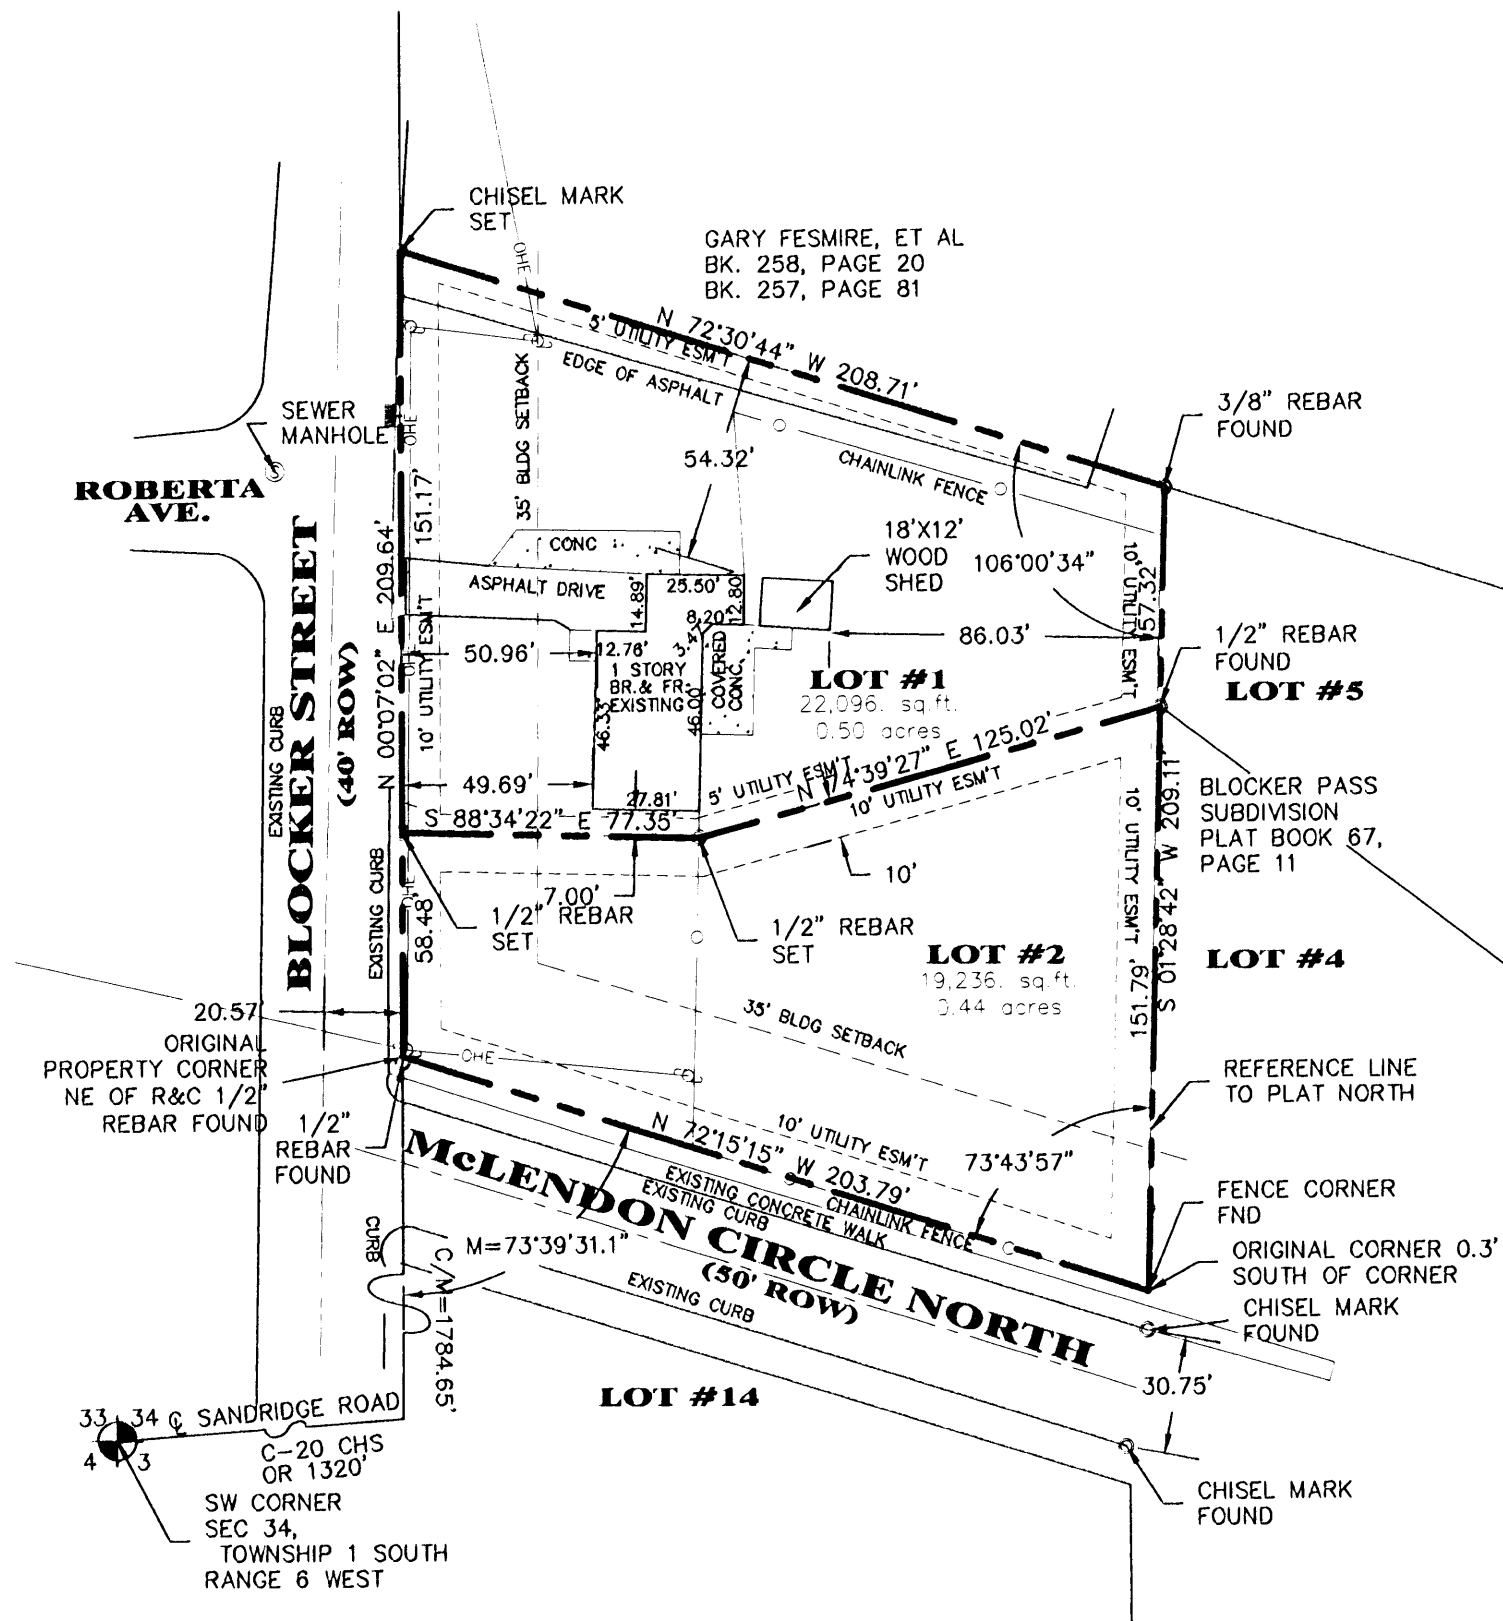 CHISEL MARK
SET
GARY FESMIRE, ET AL
BK. 258, PAGE 20
BK. 257, PAGE 81
OHE
N 72°30'44" W 208.71'
5' UTILITY ESM'T
EDGE OF ASPHALT
35' BLDG SETBACK
3/8" REBAR
FOUND
SEWER
MANHOLE
OHE
54.32'
CHAINLINK FENCE
ROBERTA
AVE.
151.17'
N 00°07'02" E 209.64'
18'X12'
WOOD
SHED
106°00'34"
10' UTILITY ESM'T
57.32'
CONC
ASPHALT DRIVE
25.50'
14.89'
12.80'
8.20'
86.03'
1/2" REBAR
FOUND
BLOCKER STREET
(40' ROW)
10' UTILITY ESM'T
OHE
50.96'
12.76'
1 STORY
BR.& FR.
EXISTING
46.33'
46.00'
COVERED
CONC.
LOT #1
22,096. sq.ft.
0.50 acres
LOT #5
EXISTING CURB
49.69'
27.81'
5' UTILITY ESM'T
N 74°39'27" E 125.02'
10' UTILITY ESM'T
S 88°34'22" E 77.35'
BLOCKER PASS
SUBDIVISION
PLAT BOOK 67,
PAGE 11
S 01°28'42" W 209.11'
10' UTILITY ESM'T
EXISTING CURB
OHE
58.48'
7.00'
10'
1/2" REBAR
SET
1/2" REBAR
SET
LOT #2
19,236. sq.ft.
0.44 acres
LOT #4
151.79'
20.57
35' BLDG SETBACK
ORIGINAL
PROPERTY CORNER
NE OF R&C 1/2"
REBAR FOUND
OHE
REFERENCE LINE
TO PLAT NORTH
1/2"
REBAR
FOUND
10' UTILITY ESM'T
N 72°15'15" W 203.79'
73°43'57"
McLENDON CIRCLE NORTH
(50' ROW)
EXISTING CONCRETE WALK
EXISTING CURB
CHAINLINK FENCE
FENCE CORNER
FND
CURB
M=73°39'31.1"
C/M=1784.65'
EXISTING CURB
ORIGINAL CORNER 0.3'
SOUTH OF CORNER
CHISEL MARK
FOUND
30.75'
LOT #14
33 34
4 3
℄ SANDRIDGE ROAD
C-20 CHS
OR 1320'
SW CORNER
SEC 34,
TOWNSHIP 1 SOUTH
RANGE 6 WEST
CHISEL MARK
FOUND